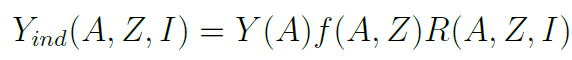 Y_{ind}(A, Z, I) = Y(A)f(A, Z)R(A, Z, I)